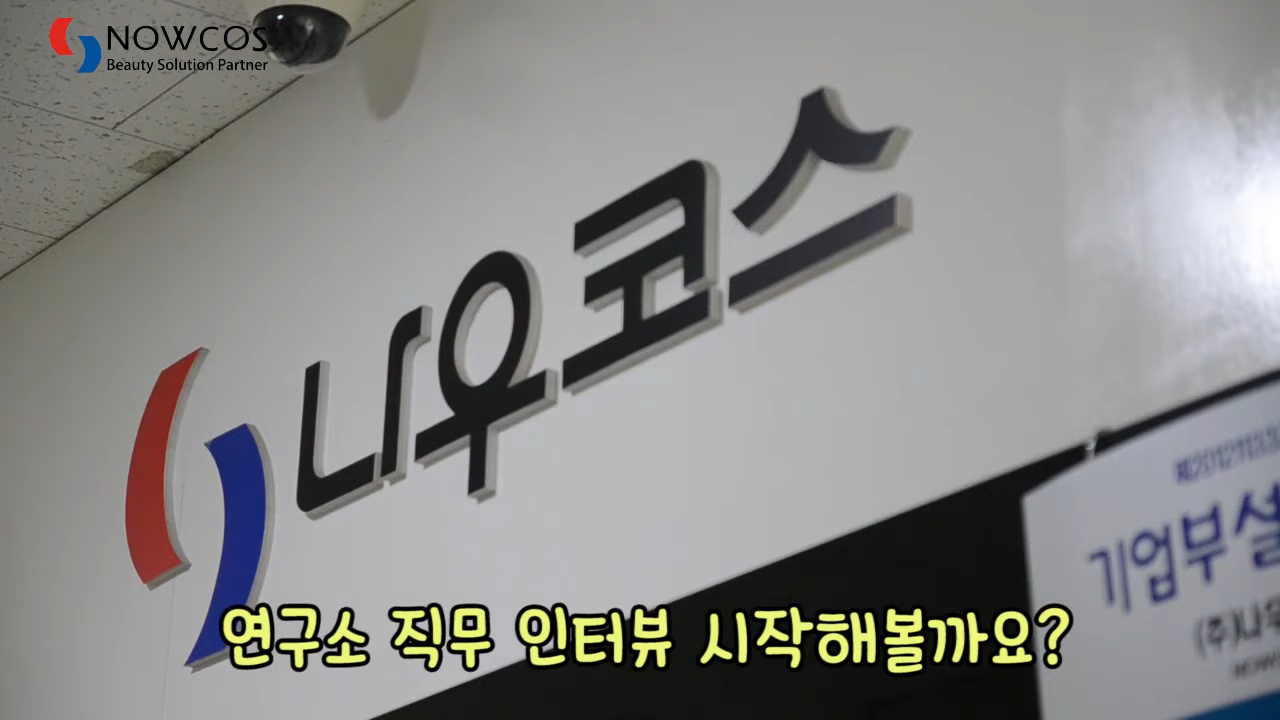 NOWCOS
Beauty Solution Partner
나우코스
기업부설
(주)나우
연구소 직무 인터뷰 시작해볼까요?